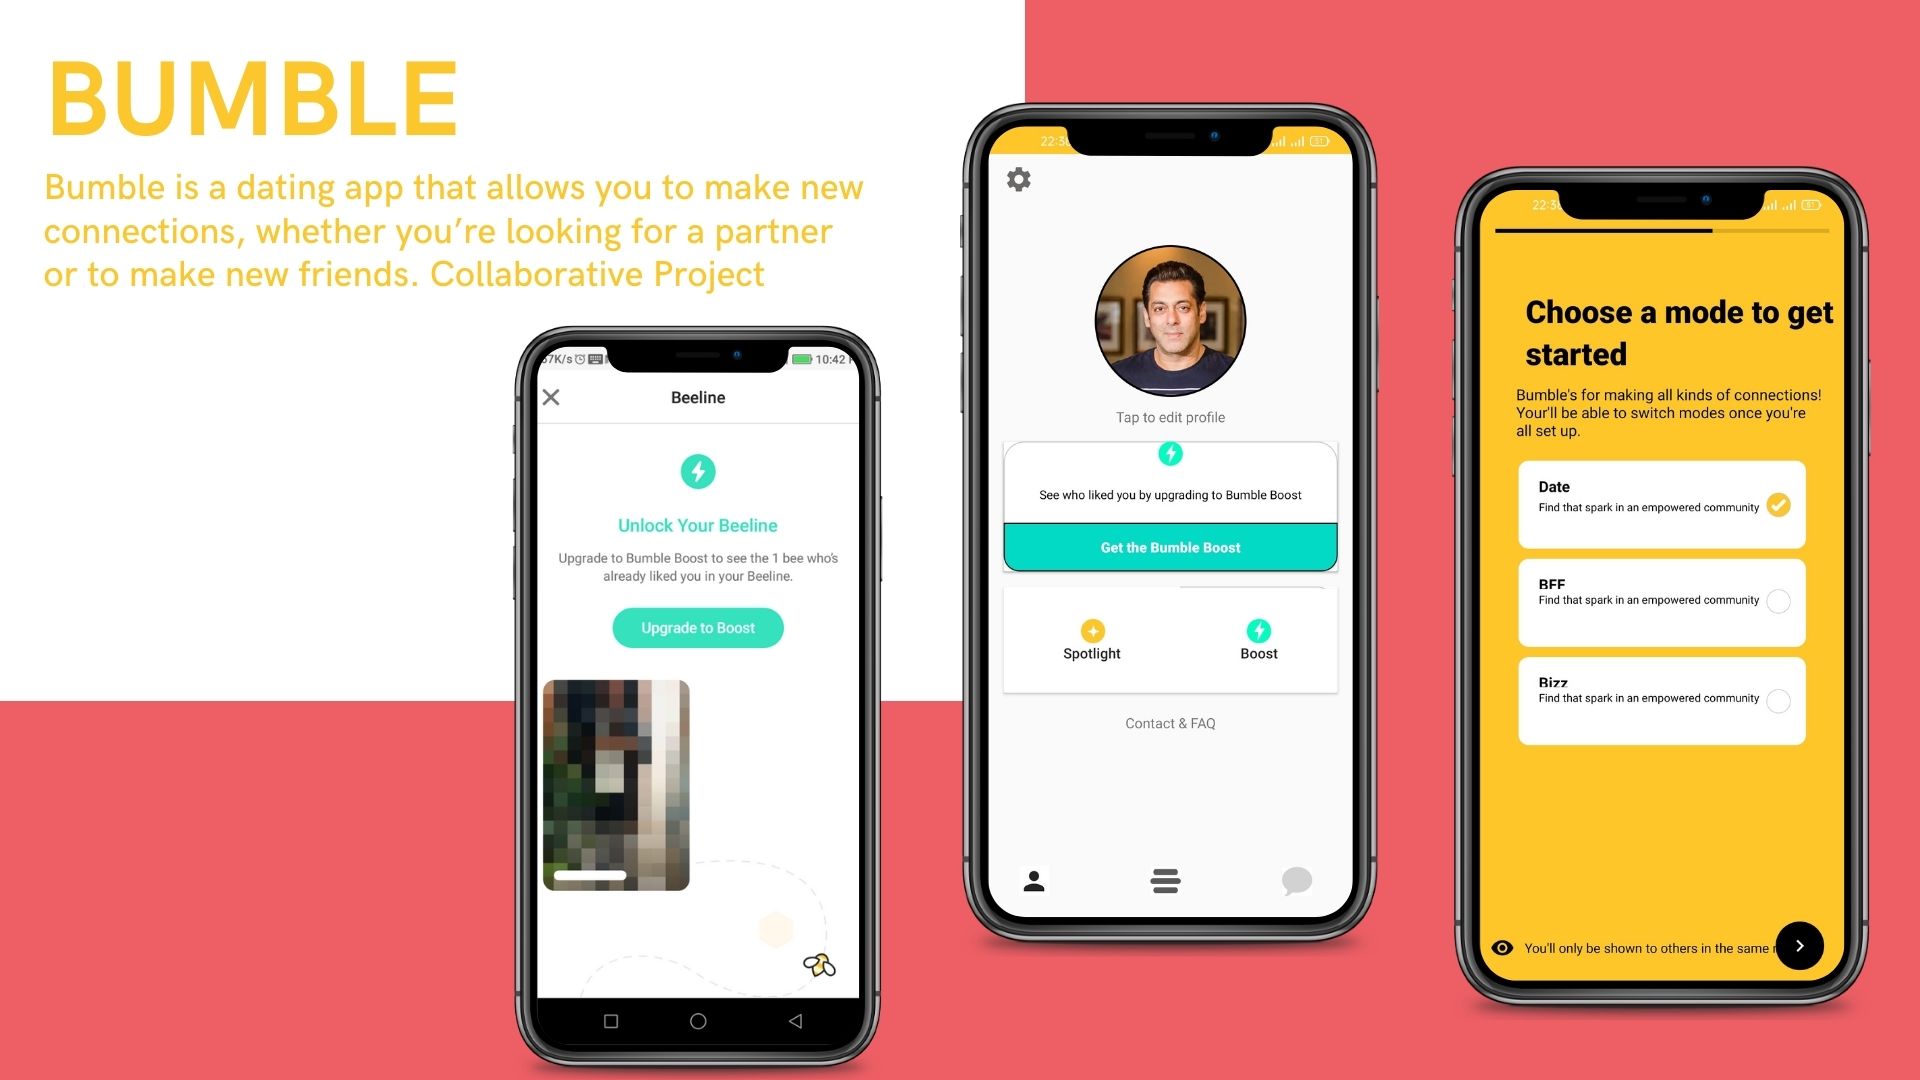 BUMBLE
Bumble is a dating app that allows you to make new
connections, whether you’re looking for a partner
or to make new friends. Collaborative Project
7K/s
10:42
Beeline
Unlock Your Beeline
Upgrade to Bumble Boost to see the 1 bee who's
already liked you in your Beeline.
Upgrade to Boost
22:3
51
Tap to edit profile
See who liked you by upgrading to Bumble Boost
Get the Bumble Boost
Spotlight
Boost
Contact & FAQ
22:3
51
Choose a mode to get
started
Bumble's for making all kinds of connections!
Your'll be able to switch modes once you're
all set up.
Date
Find that spark in an empowered community
BFF
Find that spark in an empowered community
Bizz
Find that spark in an empowered community
You'll only be shown to others in the same